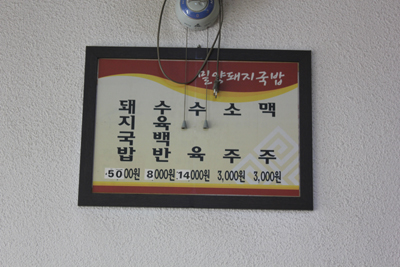 밀양돼지국밥
돼지국밥
수육백반
수육
소주
맥주
5000원
8000원
14000원
3,000원
3,000원